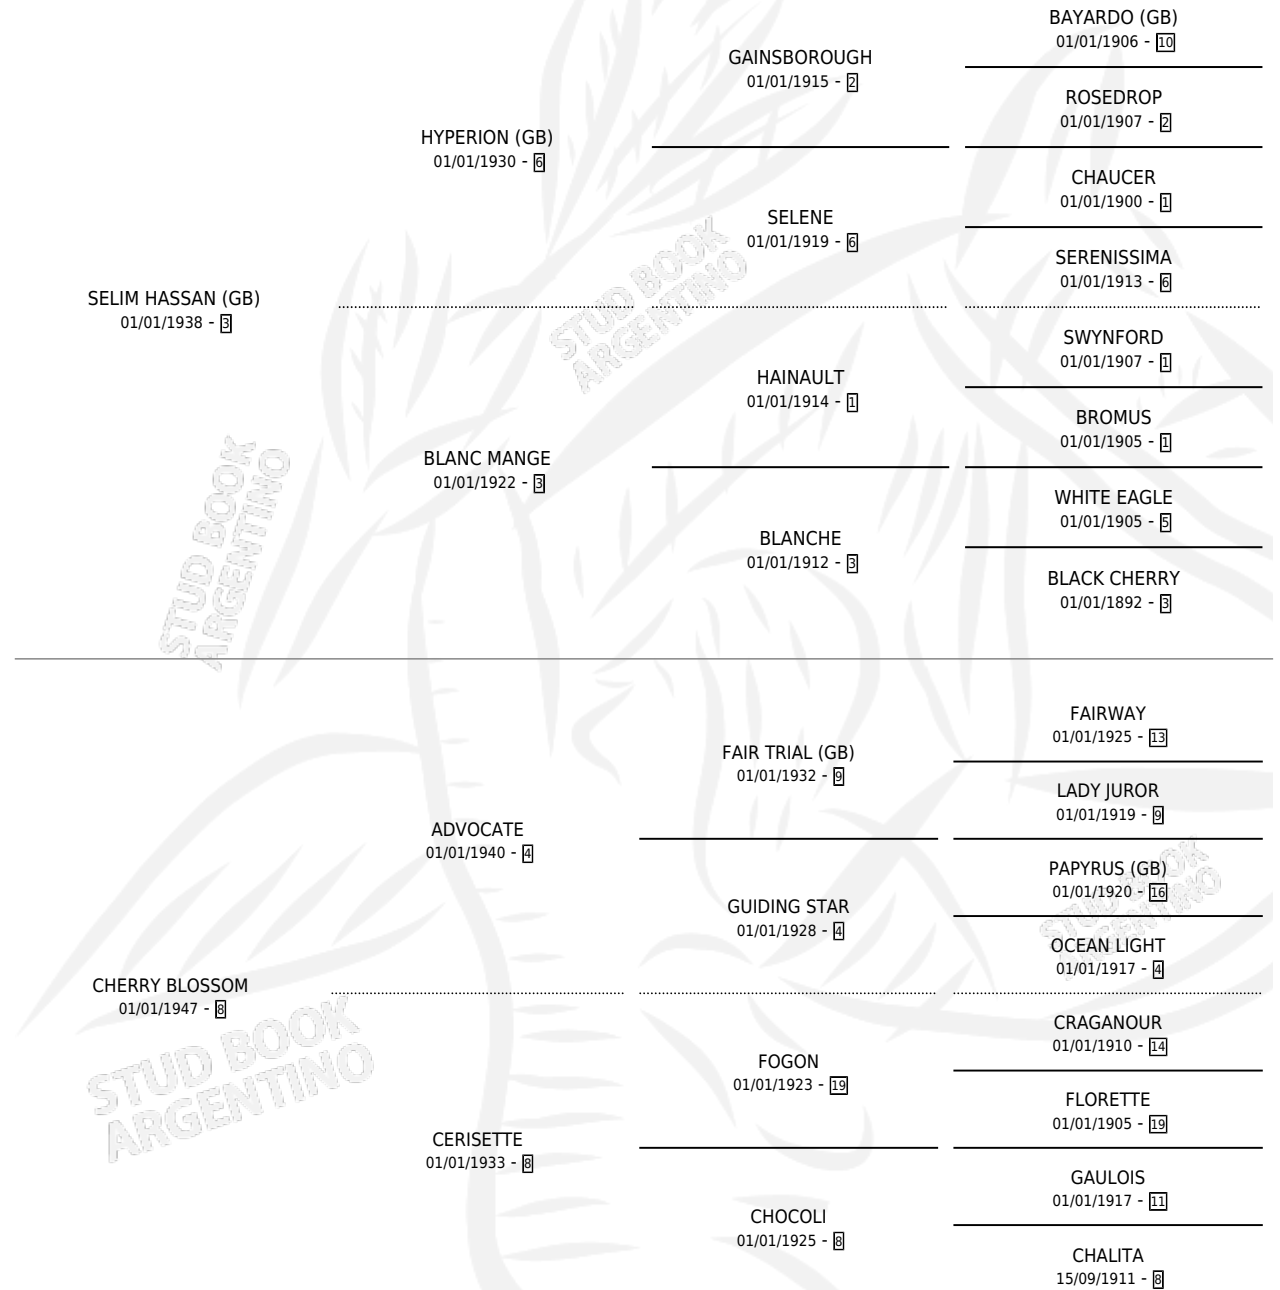 BAYARDO (GB)
01/01/1906 - 10
GAINSBOROUGH
01/01/1915 - 2
ROSEDROP
01/01/1907 - 2
HYPERION (GB)
01/01/1930 - 6
CHAUCER
01/01/1900 - 1
SELENE
01/01/1919 - 6
SERENISSIMA
01/01/1913 - 6
SELIM HASSAN (GB)
01/01/1938 - 3
SWYNFORD
01/01/1907 - 1
HAINAULT
01/01/1914 - 1
BROMUS
01/01/1905 - 1
BLANC MANGE
01/01/1922 - 3
WHITE EAGLE
01/01/1905 - 5
BLANCHE
01/01/1912 - 3
BLACK CHERRY
01/01/1892 - 3
FAIRWAY
01/01/1925 - 13
FAIR TRIAL (GB)
01/01/1932 - 9
LADY JUROR
01/01/1919 - 9
ADVOCATE
01/01/1940 - 4
PAPYRUS (GB)
01/01/1920 - 16
GUIDING STAR
01/01/1928 - 4
OCEAN LIGHT
01/01/1917 - 4
CHERRY BLOSSOM
01/01/1947 - 8
CRAGANOUR
01/01/1910 - 14
FOGON
01/01/1923 - 19
FLORETTE
01/01/1905 - 19
CERISETTE
01/01/1933 - 8
GAULOIS
01/01/1917 - 11
CHOCOLI
01/01/1925 - 8
CHALITA
15/09/1911 - 8
STUD BOOK
ARGENTINO
STUD BOOK
ARGENTINO
STUD BOOK
ARGENTINO
STUD BOOK
ARGENTINO